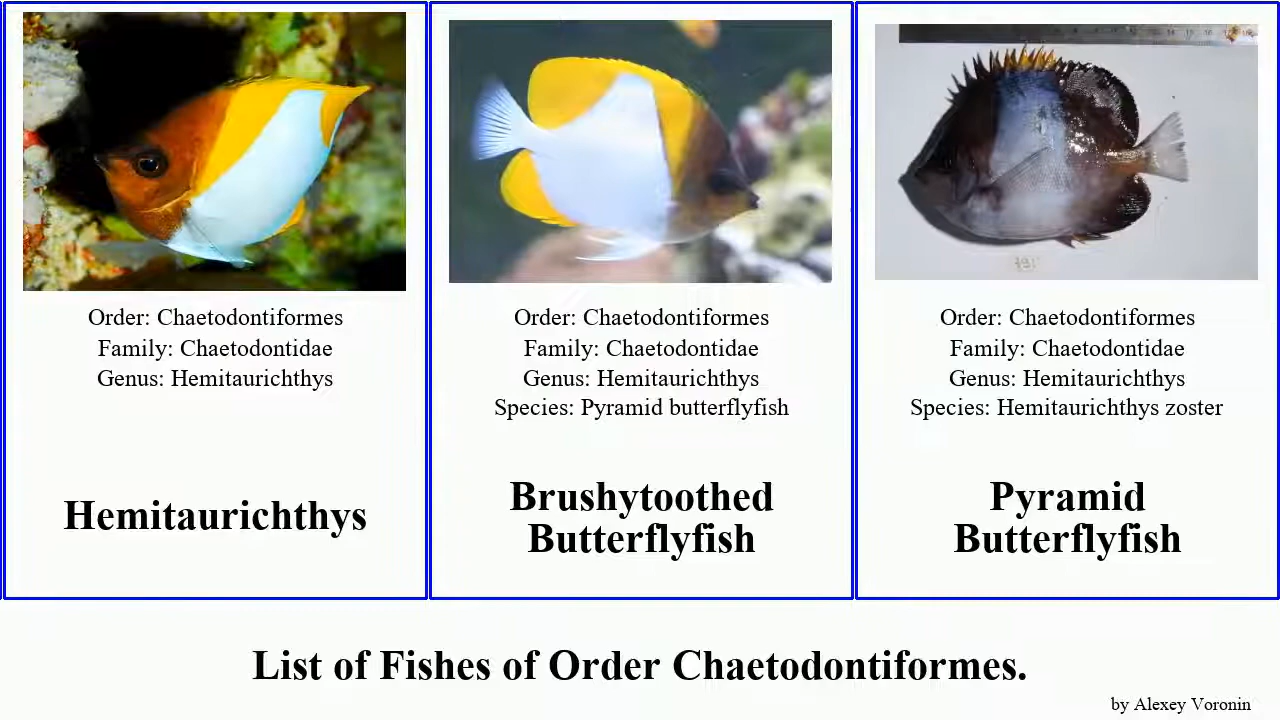 Order: Chaetodontiformes
Family: Chaetodontidae
Genus: Hemitaurichthys
Hemitaurichthys
Order: Chaetodontiformes
Family: Chaetodontidae
Genus: Hemitaurichthys
Species: Pyramid butterflyfish
Brushytoothed
Butterflyfish
Order: Chaetodontiformes
Family: Chaetodontidae
Genus: Hemitaurichthys
Species: Hemitaurichthys zoster
Pyramid
Butterflyfish
List of Fishes of Order Chaetodontiformes.
by Alexey Voronin